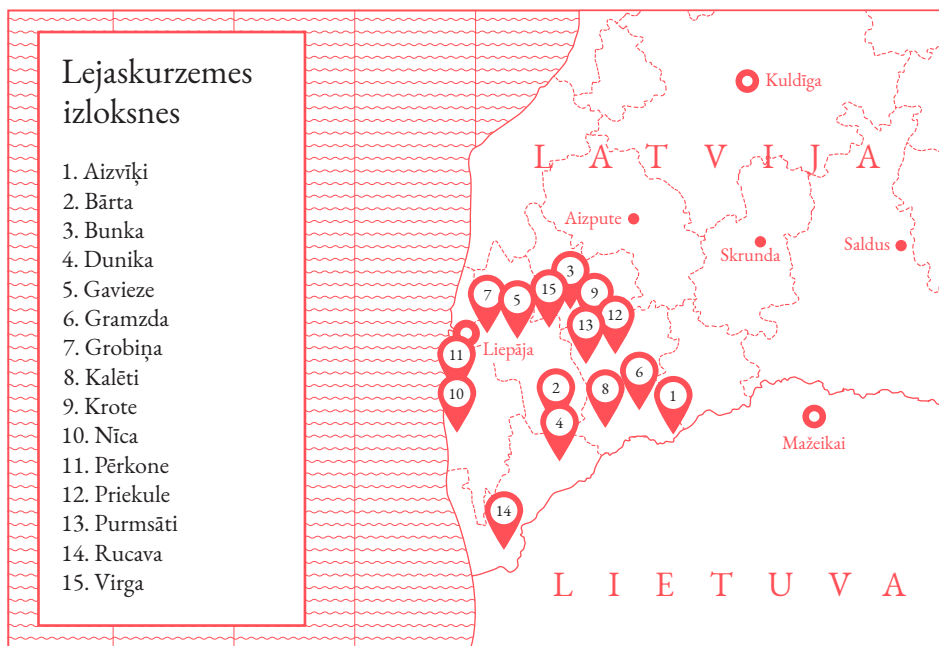 Lejaskurzemes
izloksnes
1. Aizvīķi
2. Bārta
3. Bunka
4. Dunika
5. Gavieze
6. Gramzda
7. Grobiņa
8. Kalēti
9. Krote
10. Nīca
11. Pērkone
12. Priekule
13. Purmsāti
14. Rucava
15. Virga
Kuldīga
LATVIJA
Aizpute
Skrunda
Saldus
3
15
9
7
5
12
13
Liepāja
11
6
2
8
10
1
4
Mažeikai
14
LIETUVA